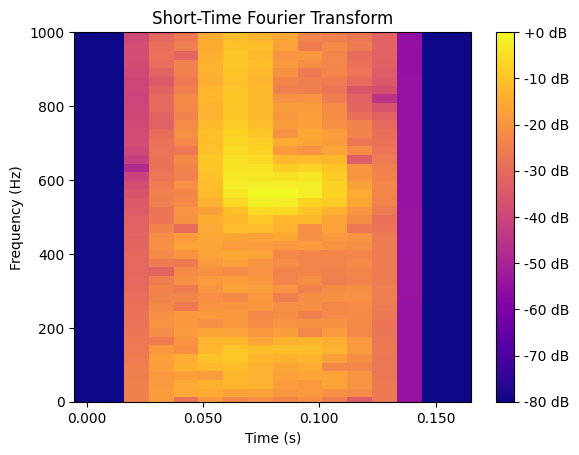 Short-Time Fourier Transform
1000
800
600
400
200
0
Frequency (Hz)
0.000
0.050
0.100
0.150
Time (s)
+0 dB
-10 dB
-20 dB
-30 dB
-40 dB
-50 dB
-60 dB
-70 dB
-80 dB